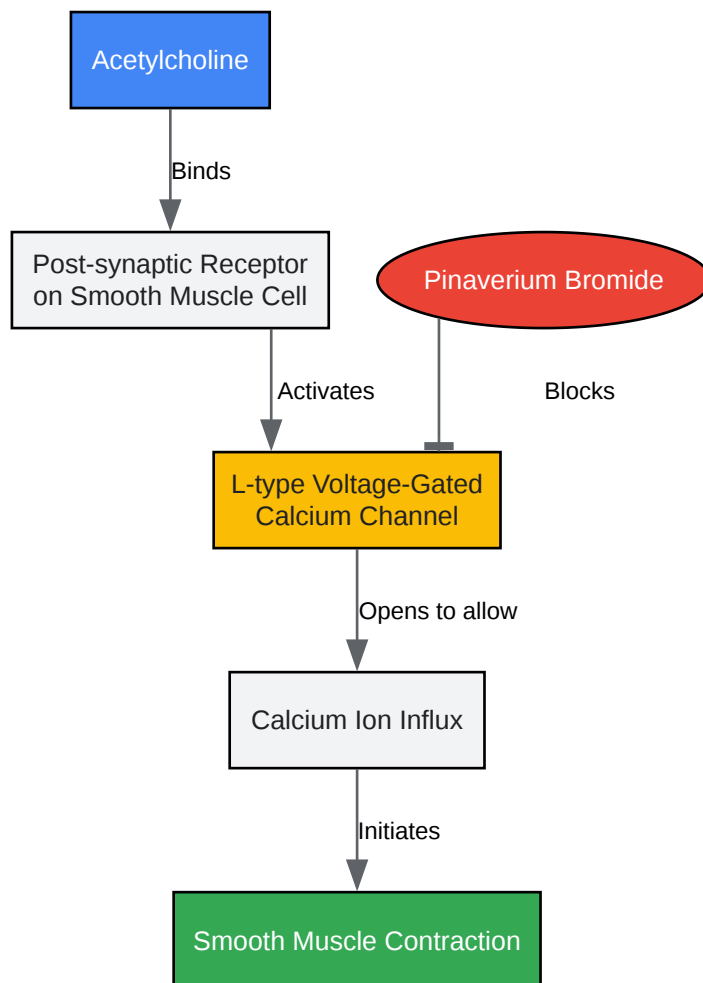 Acetylcholine
Binds
Post-synaptic Receptor
on Smooth Muscle Cell
Pinaverium Bromide
Activates
Blocks
L-type Voltage-Gated
Calcium Channel
Opens to allow
Calcium Ion Influx
Initiates
Smooth Muscle Contraction